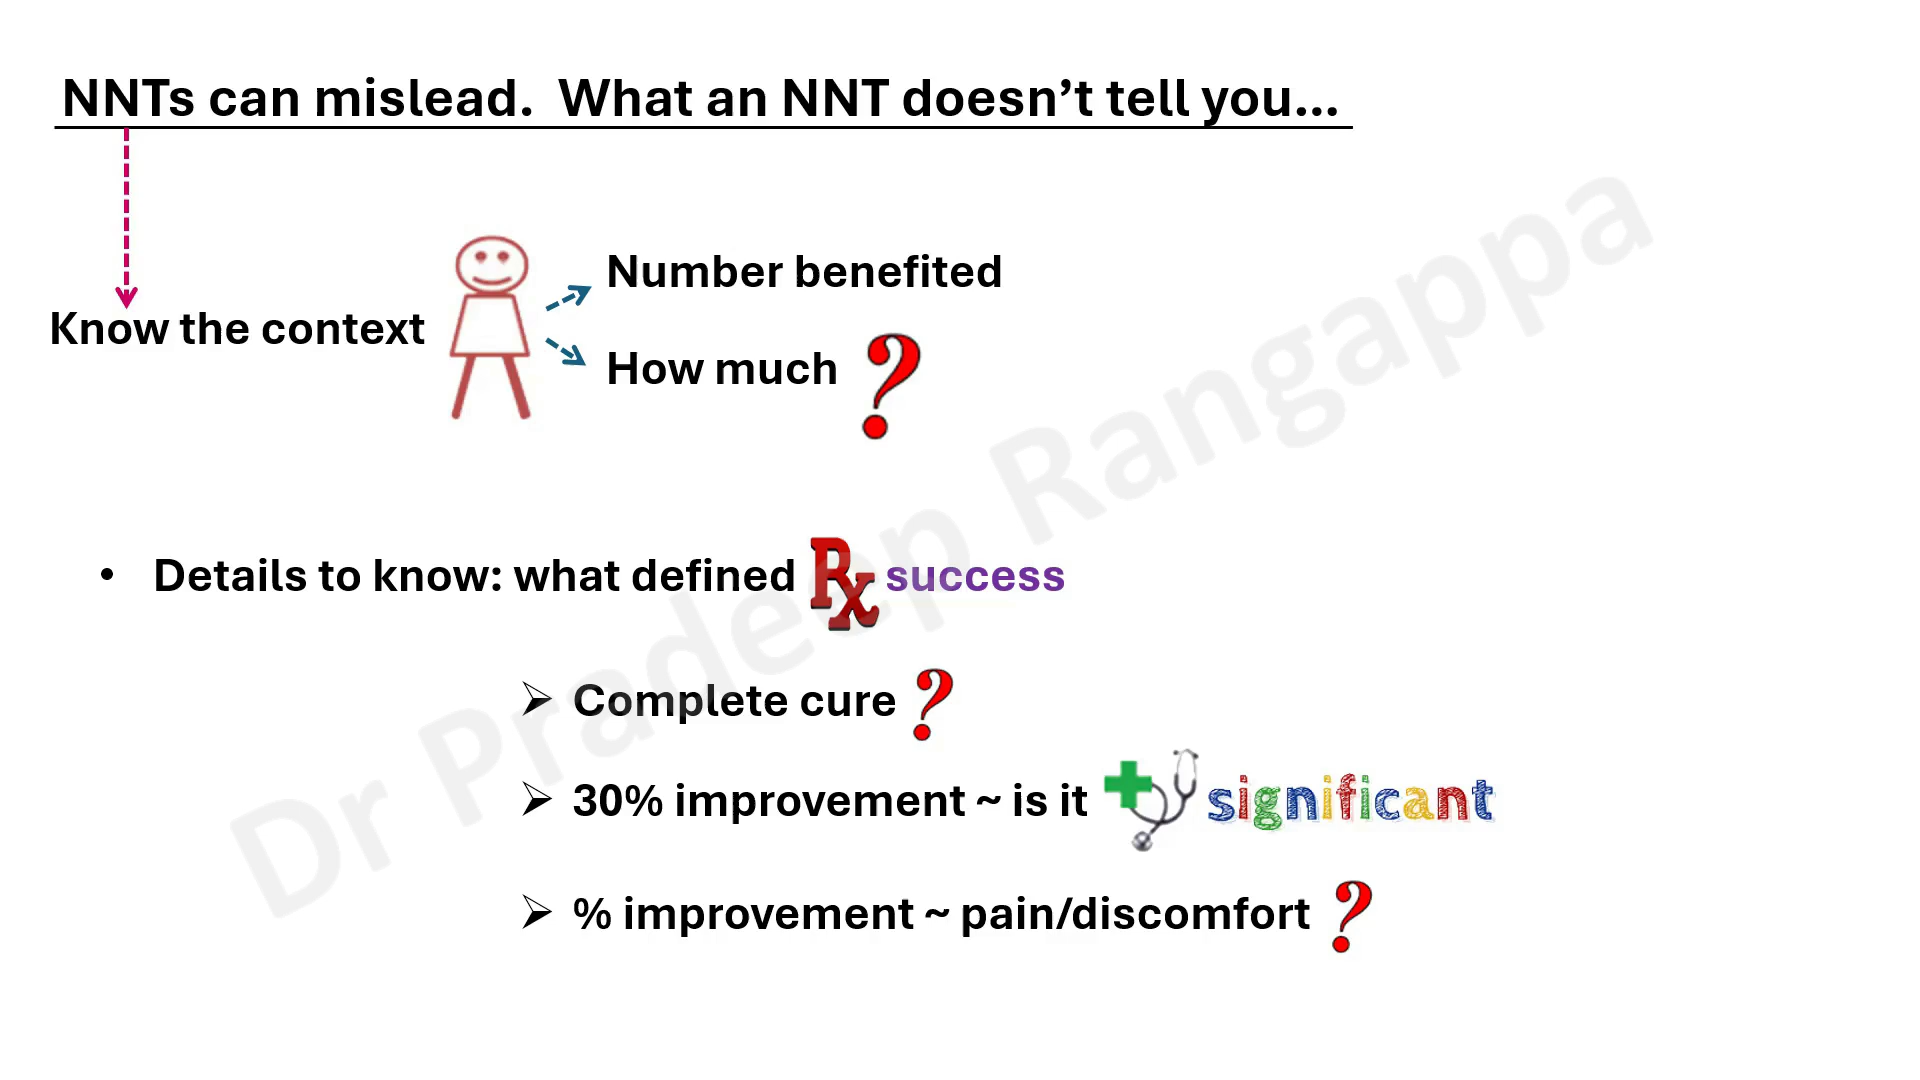 NNTs can mislead. What an NNT doesn’t tell you…
Number benefited
Know the context
How much ?
• Details to know: what defined Rx success
➢ Complete cure ?
➢ 30% improvement ~ is it significant
➢ % improvement ~ pain/discomfort ?
Dr Pradeep Rangappa